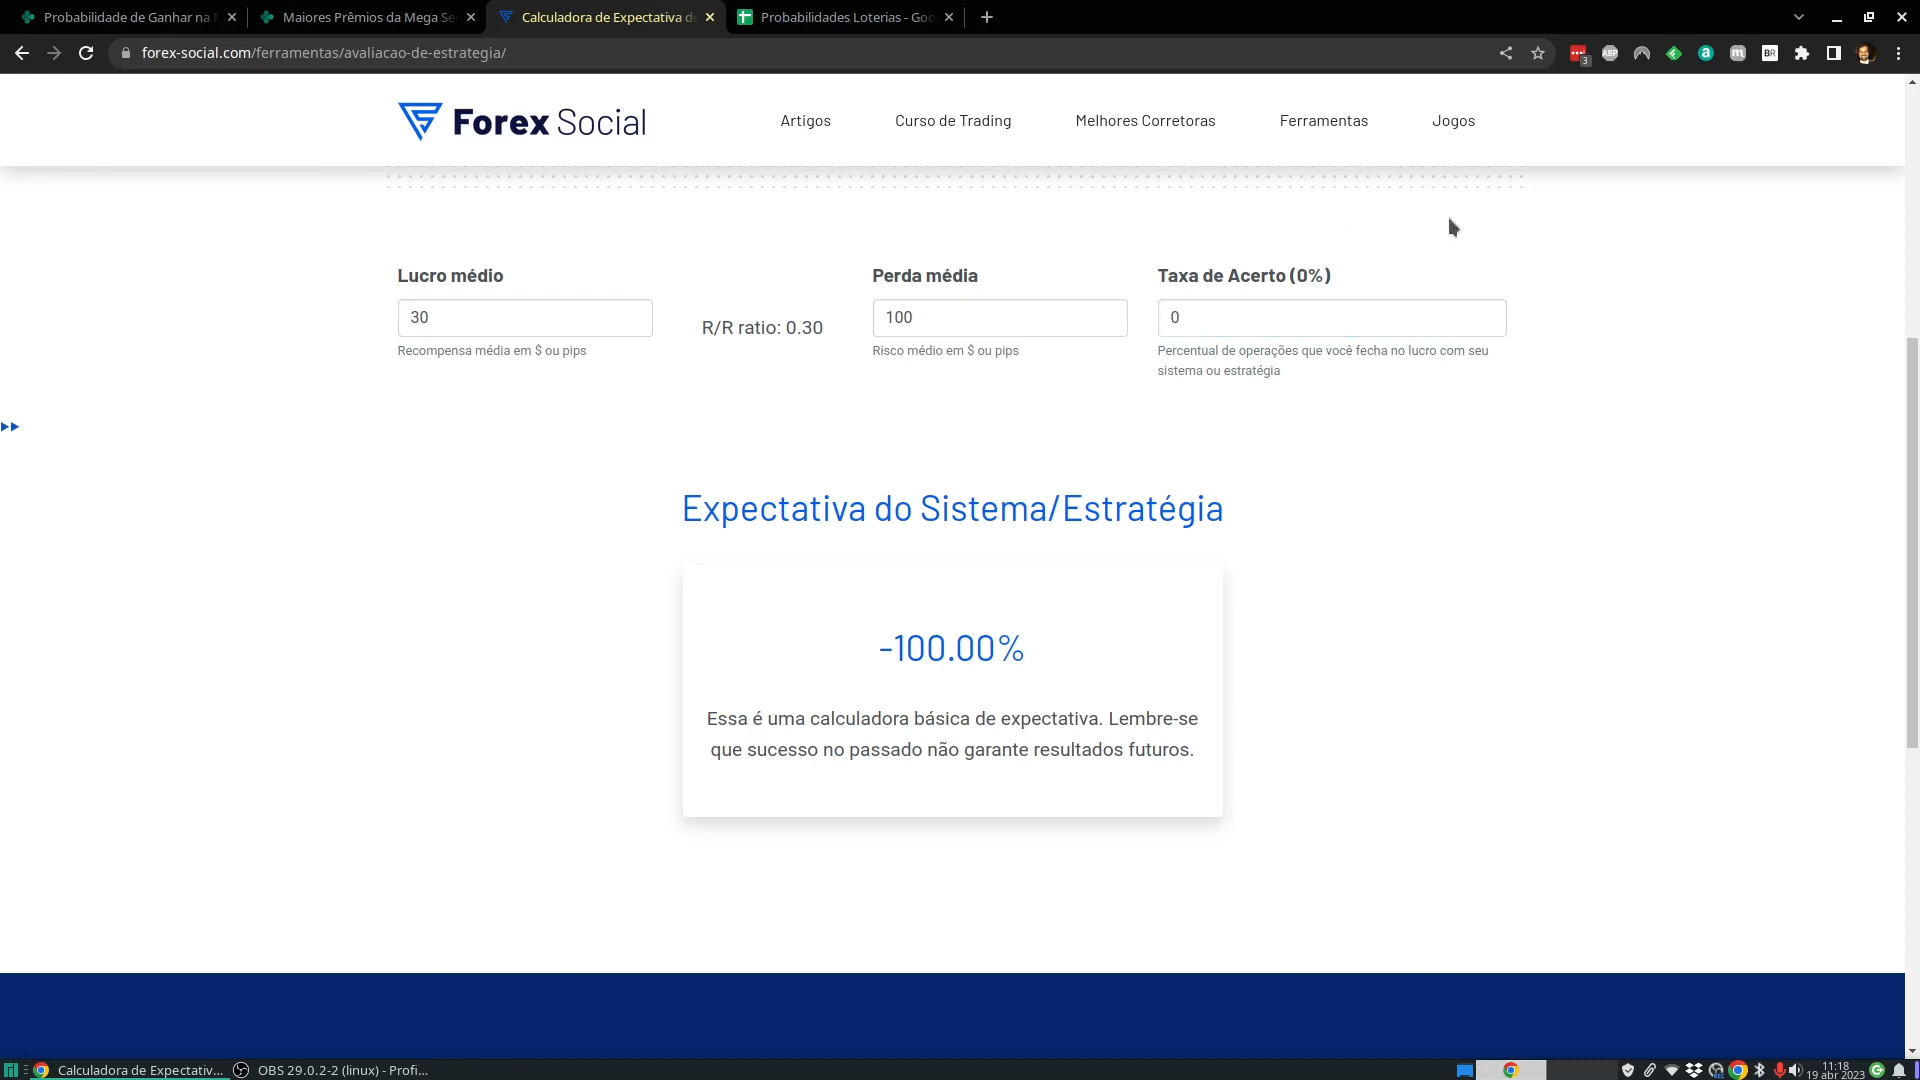 Probabilidade de Ganhar na
Maiores Prêmios da Mega Se
Calculadora de Expectativa d
Probabilidades Loterias - Goo
forex-social.com/ferramentas/avaliacao-de-estrategia/
3
ABP
a
m
BR
Forex Social
Artigos
Curso de Trading
Melhores Corretoras
Ferramentas
Jogos
Lucro médio
30
Recompensa média em $ ou pips
R/R ratio: 0.30
Perda média
100
Risco médio em $ ou pips
Taxa de Acerto (0%)
0
Percentual de operações que você fecha no lucro com seu
sistema ou estratégia
Expectativa do Sistema/Estratégia
-100.00%
Essa é uma calculadora básica de expectativa. Lembre-se
que sucesso no passado não garante resultados futuros.
Calculadora de Expectativ...
OBS 29.0.2-2 (linux) - Profi...
11:18
19 abr 2023